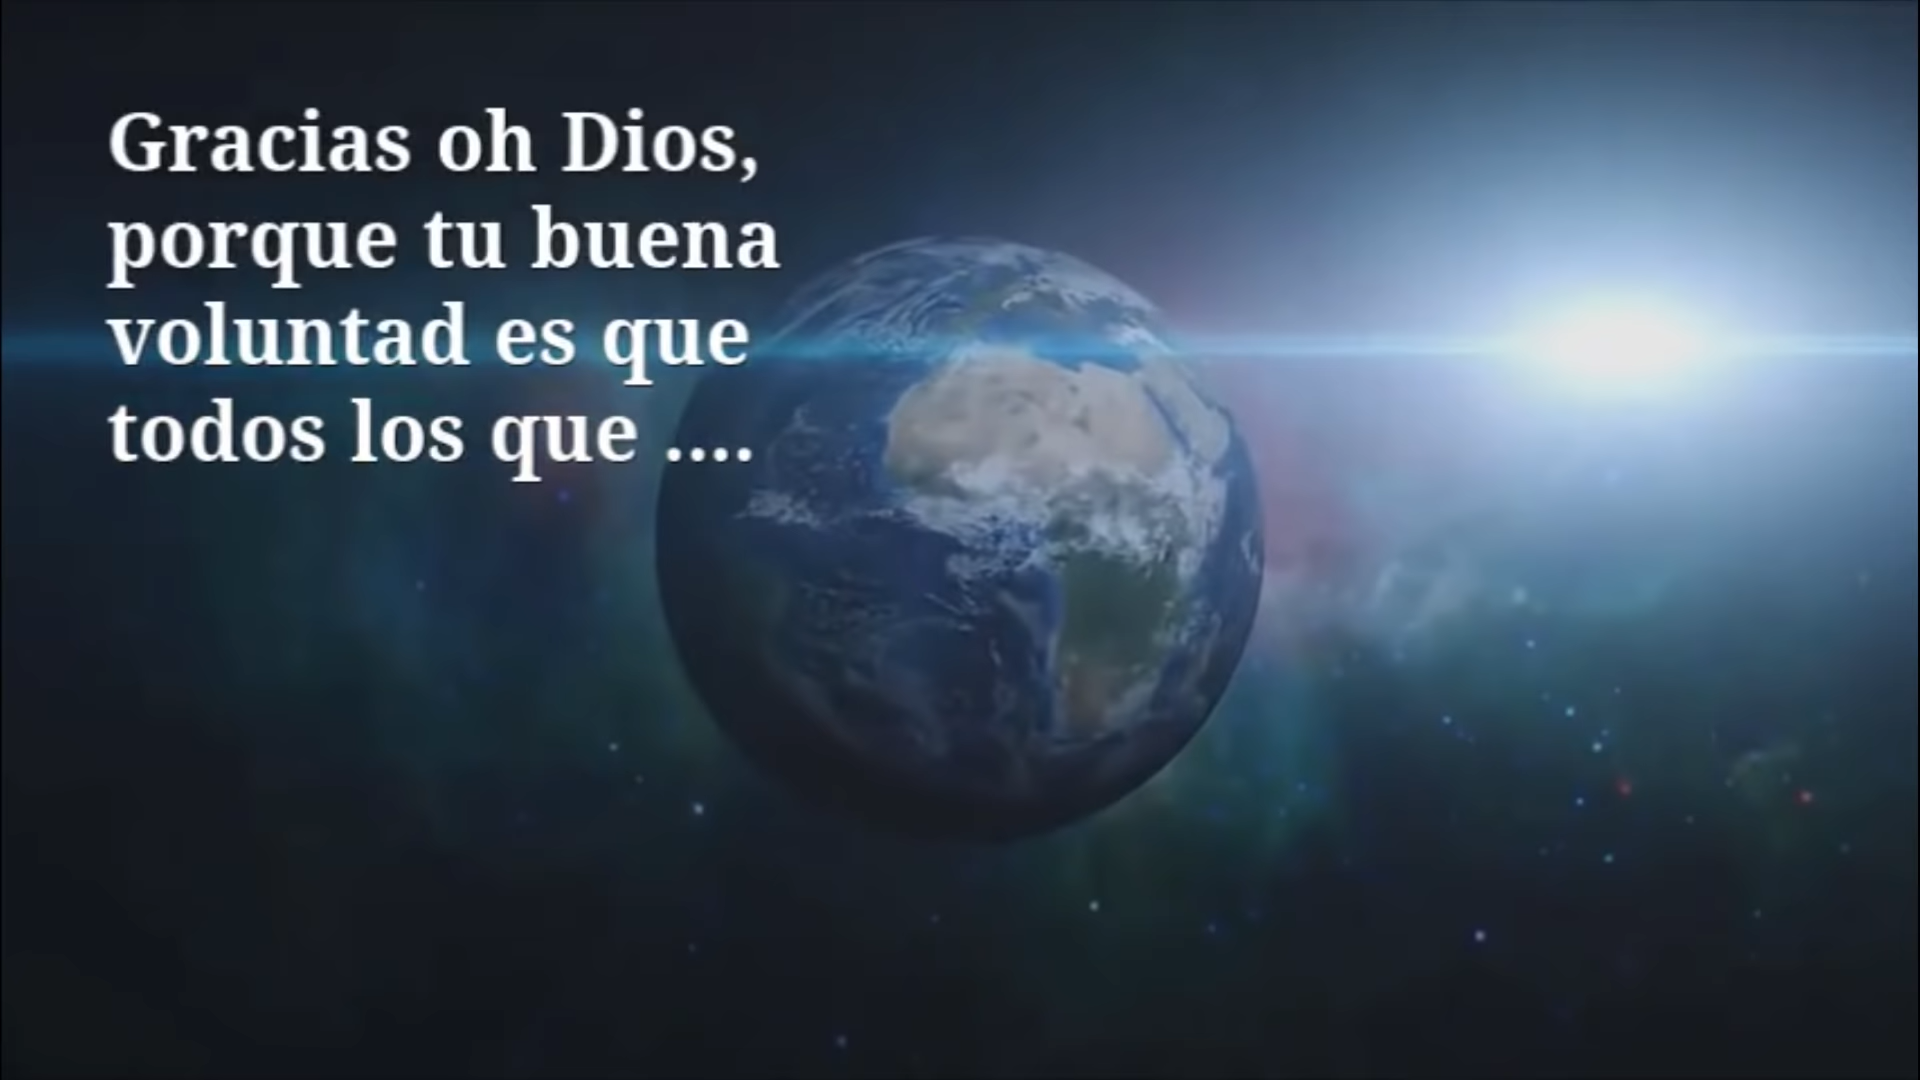 Gracias oh Dios,
porque tu buena
voluntad es que
todos los que ....